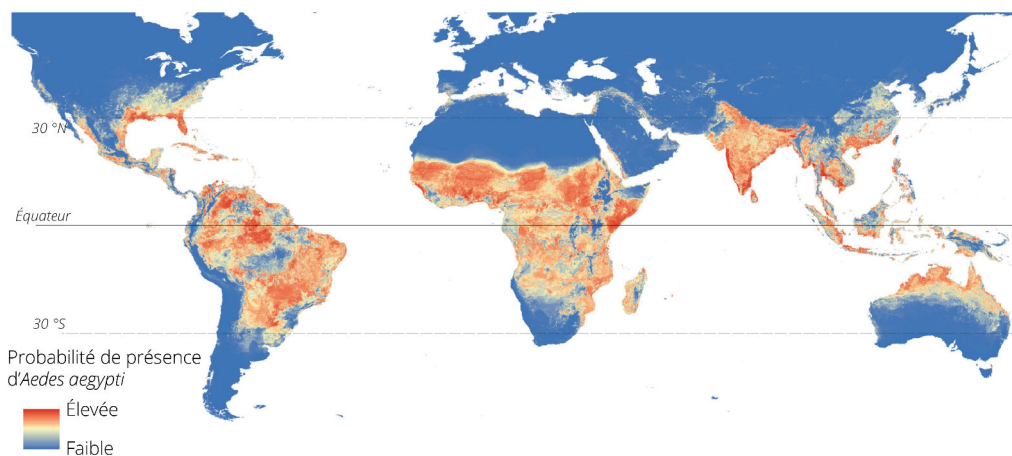 30 °N
Équateur
30 °S
Probabilité de présence
d'Aedes aegypti
Élevée
Faible